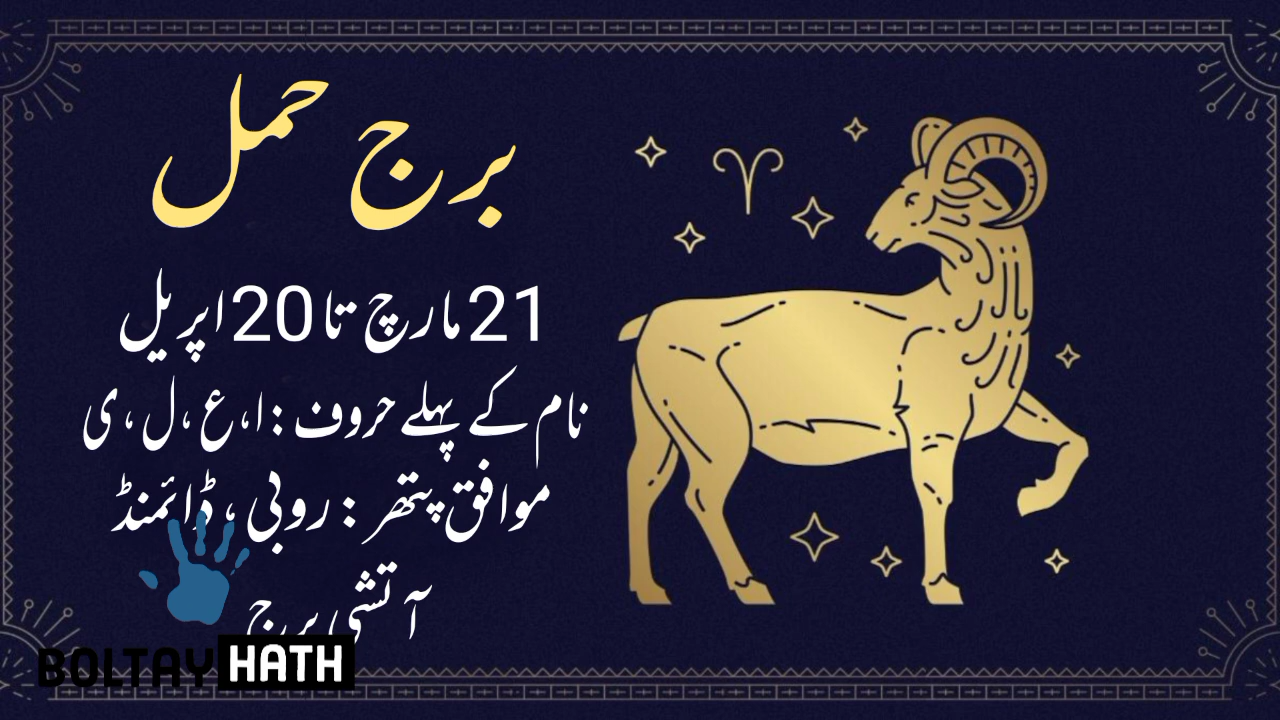 برج حمل
21 مارچ تا 20 اپریل
نام کے پہلے حروف : ا، ع ، ل ، ی
موافق پتھر : روبی ، ڈائمنڈ
آتشی برج
BOLTAY HATH